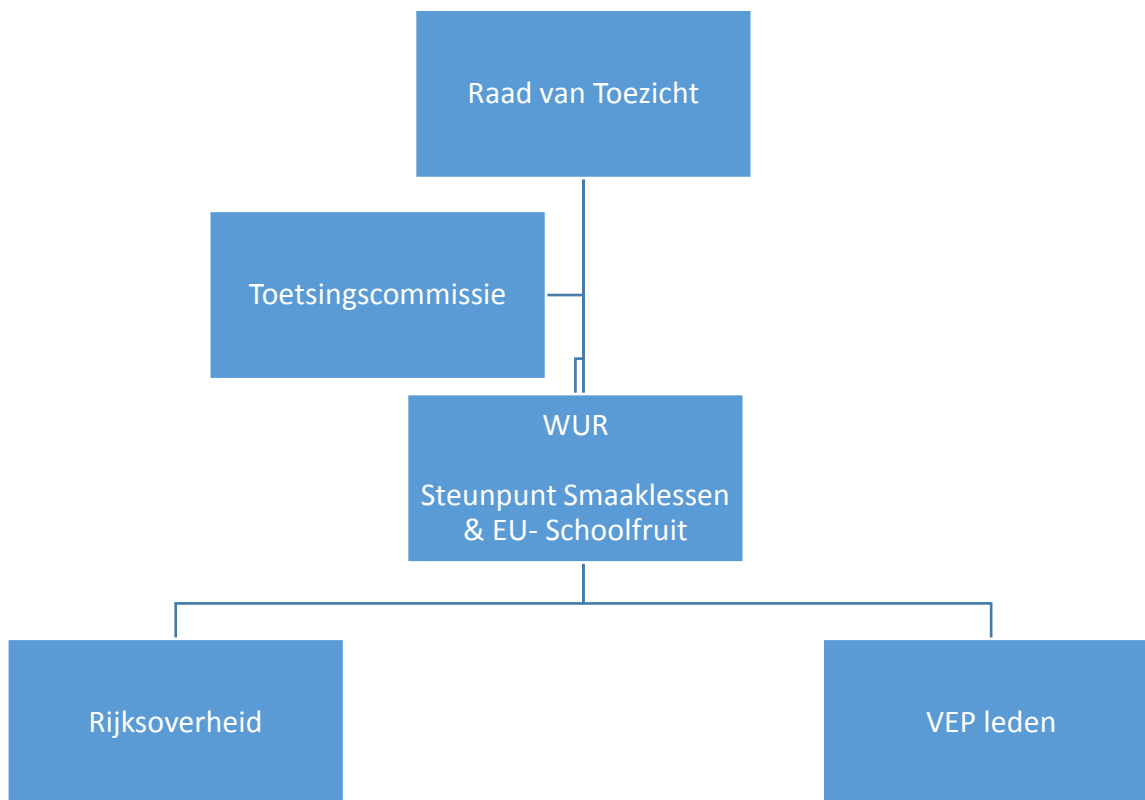 Raad van Toezicht
Toetsingscommissie
WUR
Steunpunt Smaaklessen
& EU- Schoolfruit
Rijksoverheid
VEP leden